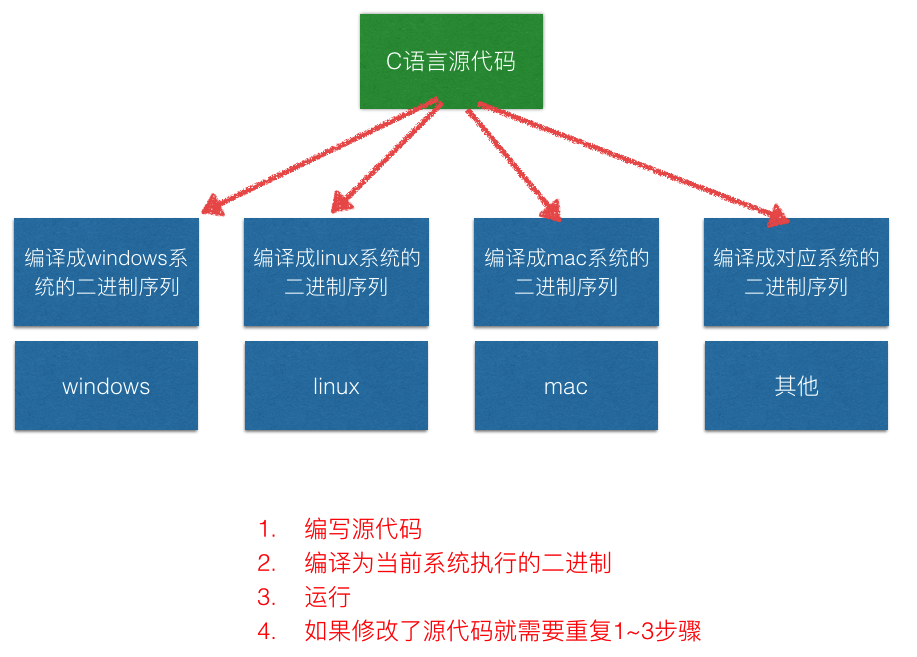 C语言源代码
编译成windows系
统的二进制序列
编译成linux系统的
二进制序列
编译成mac系统的
二进制序列
编译成对应系统的
二进制序列
windows
linux
mac
其他
1. 编写源代码
2. 编译为当前系统执行的二进制
3. 运行
4. 如果修改了源代码就需要重复1~3步骤